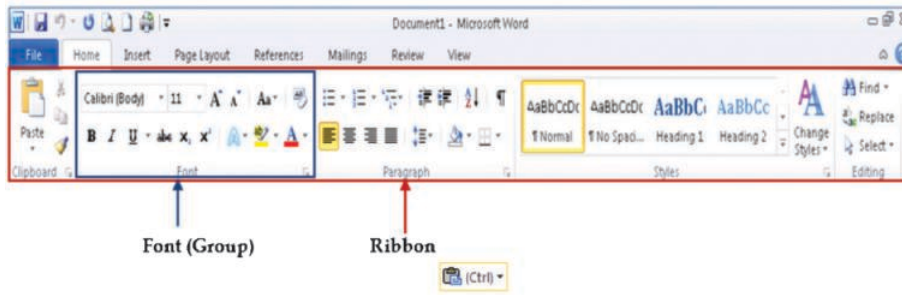 Document1 - Microsoft Word
File Home Insert Page Layout References Mailings Review View
Calibri (Body) 11 A A Aa
Find
AaBbCcDc AaBbCcDc AaBbC AaBbCc A
Replace
Paste B I U abc x, x² A A
¶ Normal ¶ No Spaci... Heading 1 Heading 2 Change Styles
Select
Clipboard Font Paragraph Styles Editing
Font (Group) Ribbon
(Ctrl)